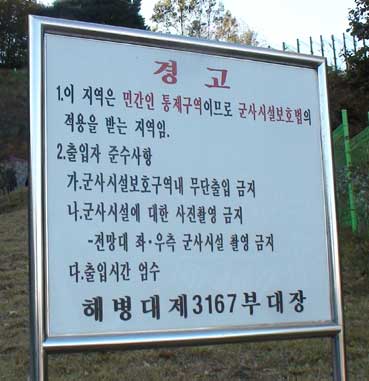 경고
1.이 지역은 민간인 통제구역이므로 군사시설보호법의
적용을 받는 지역임.
2.출입자 준수사항
가.군사시설보호구역내 무단출입 금지
나.군사시설에 대한 사진촬영 금지
-전망대 좌·우측 군사시설 촬영 금지
다.출입시간 엄수
해병대제3167부대장